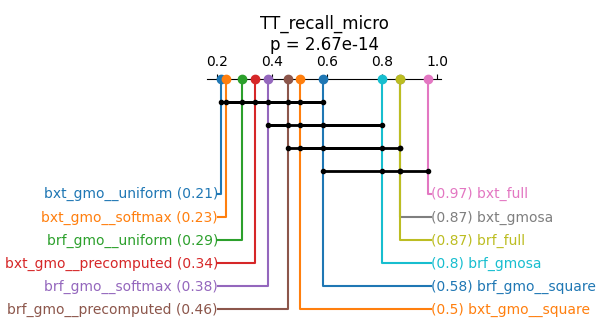 TT_recall_micro
p = 2.67e-14
0.2 0.4 0.6 0.8 1.0
bxt_gmo__uniform (0.21) (0.97) bxt_full
bxt_gmo__softmax (0.23) (0.87) bxt_gmosa
brf_gmo__uniform (0.29) (0.87) brf_full
bxt_gmo__precomputed (0.34) (0.8) brf_gmosa
brf_gmo__softmax (0.38) (0.58) brf_gmo__square
brf_gmo__precomputed (0.46) (0.5) bxt_gmo__square